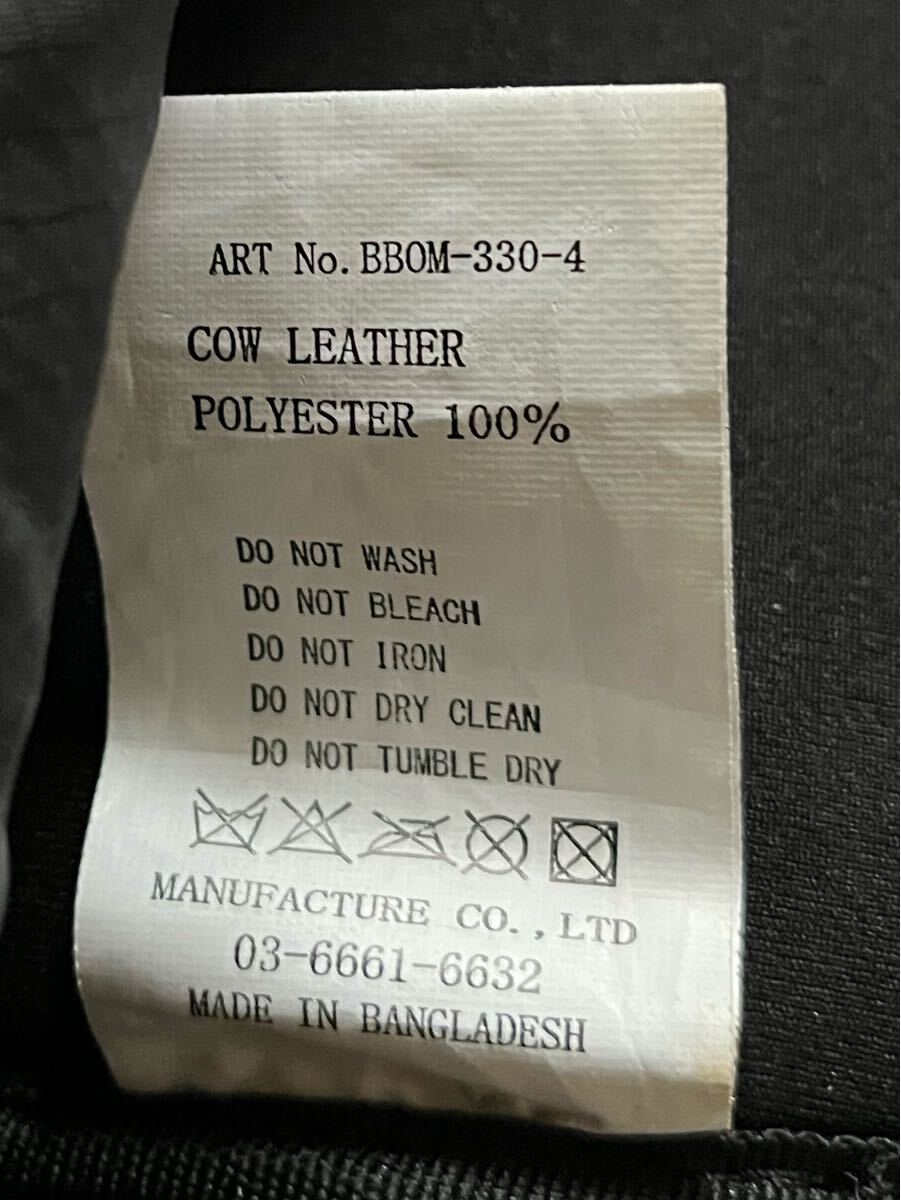 ART No. BBOM-330-4
COW LEATHER
POLYESTER 100%
DO NOT WASH
DO NOT BLEACH
DO NOT IRON
DO NOT DRY CLEAN
DO NOT TUMBLE DRY
MANUFACTURE CO., LTD
03-6661-6632
MADE IN BANGLADESH